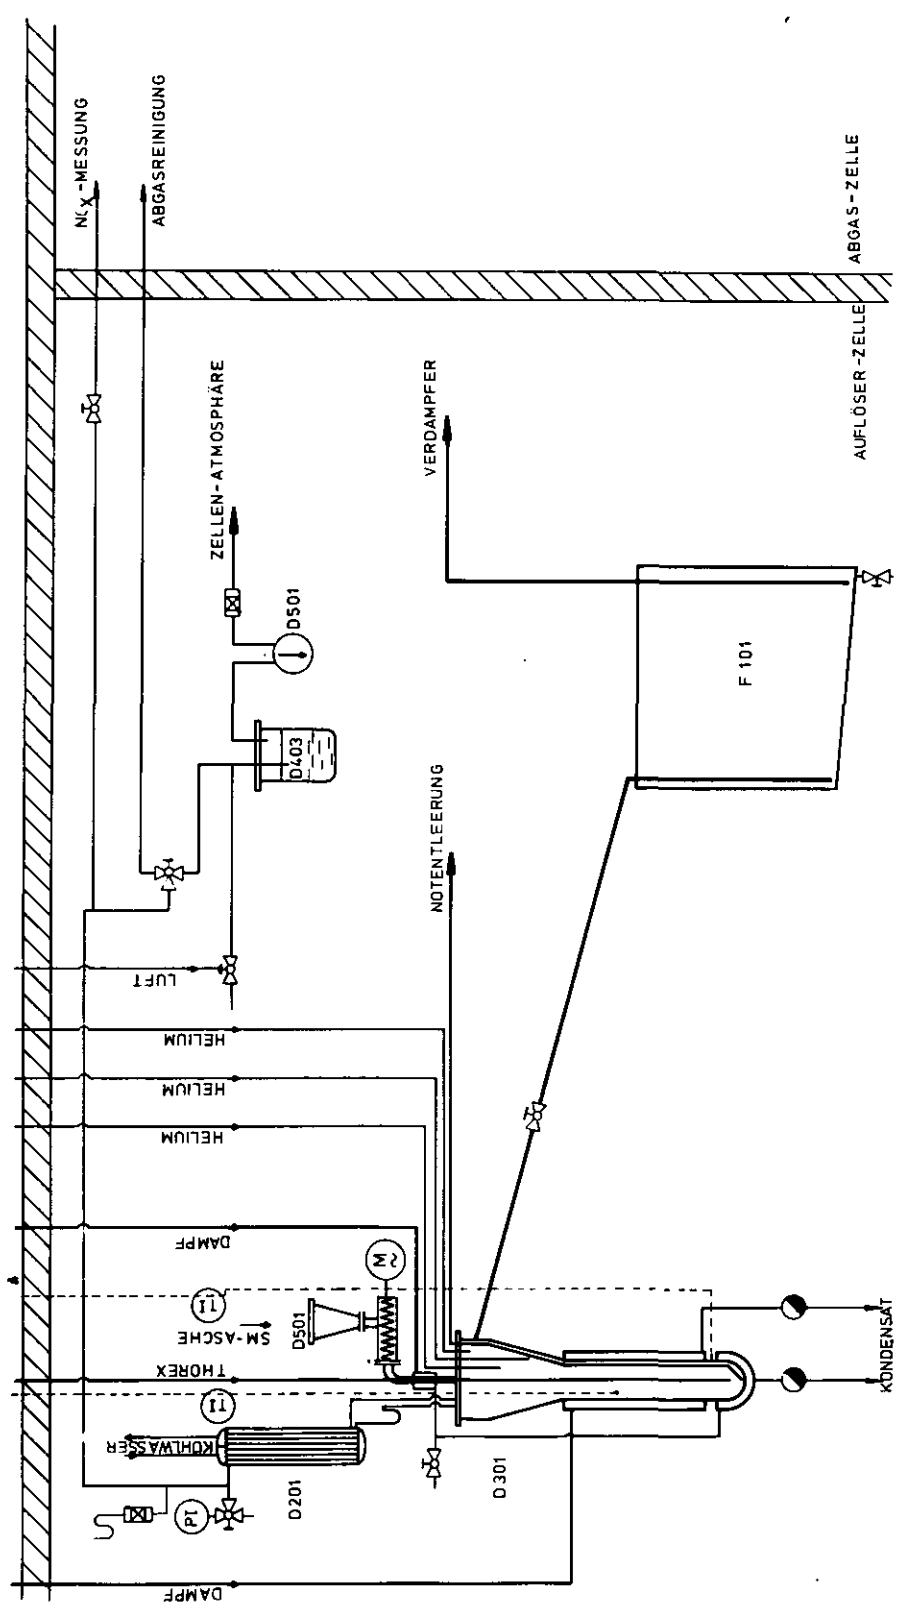 NOx-MESSUNG
ABGASREINIGUNG
ABGAS-ZELLE
AUFLÖSER-ZELLE
ZELLEN-ATMOSPHÄRE
VERDAMPFER
D501
D403
F 101
NOTENTLEERUNG
LUFT
HELIUM
HELIUM
HELIUM
DAMPF
M
~
TI
SM-ASCHE
D501
THOREX
TI
KÜHLWASSER
D201
PI
D301
DAMPF
KONDENSAT